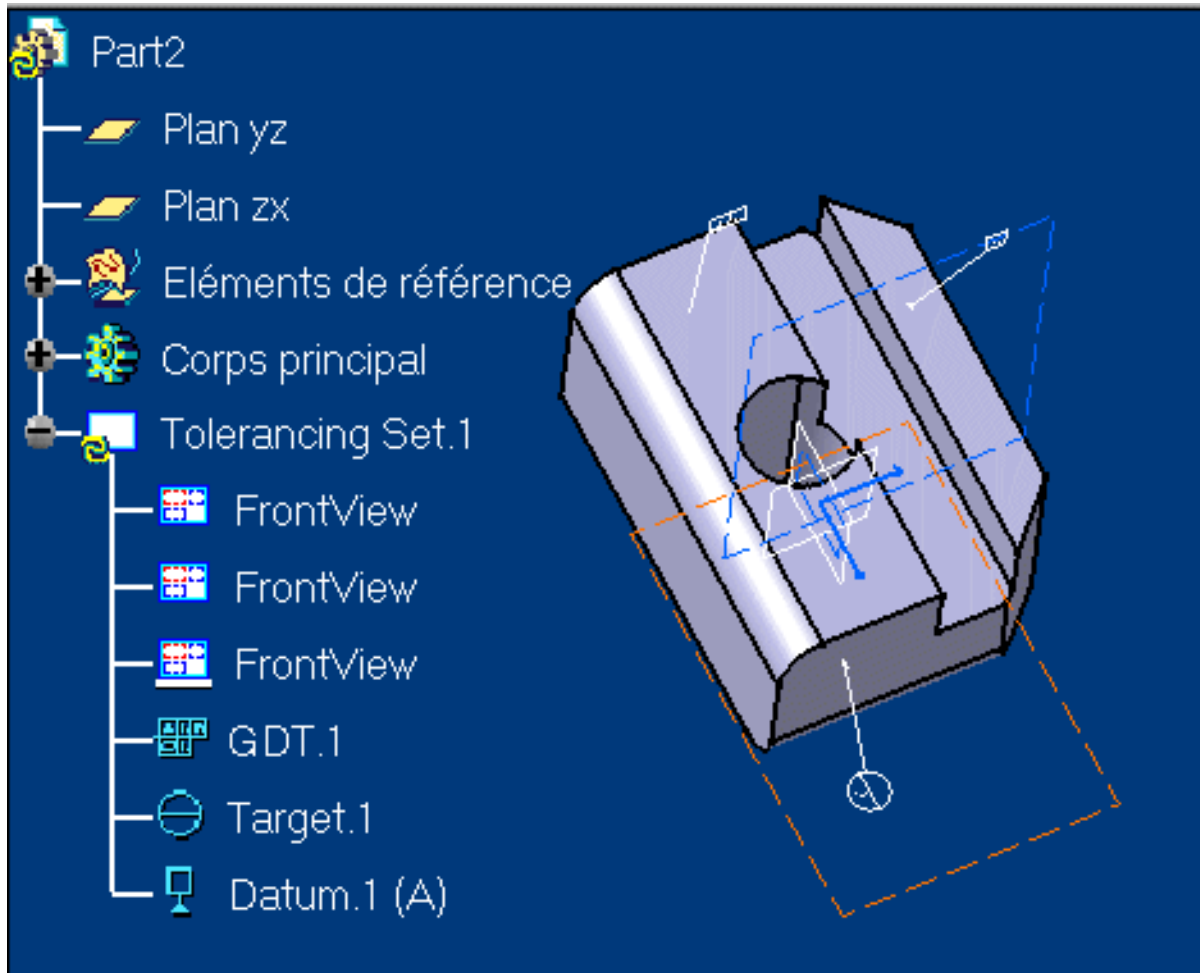 Part2
Plan yz
Plan zx
Eléments de référence
Corps principal
Tolerancing Set.1
FrontView
FrontView
FrontView
GDT.1
Target.1
Datum.1 (A)